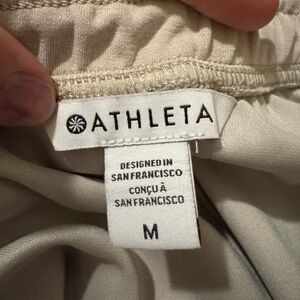 ATHLETA
DESIGNED IN
SAN FRANCISCO
CONÇU À
SAN FRANCISCO
M